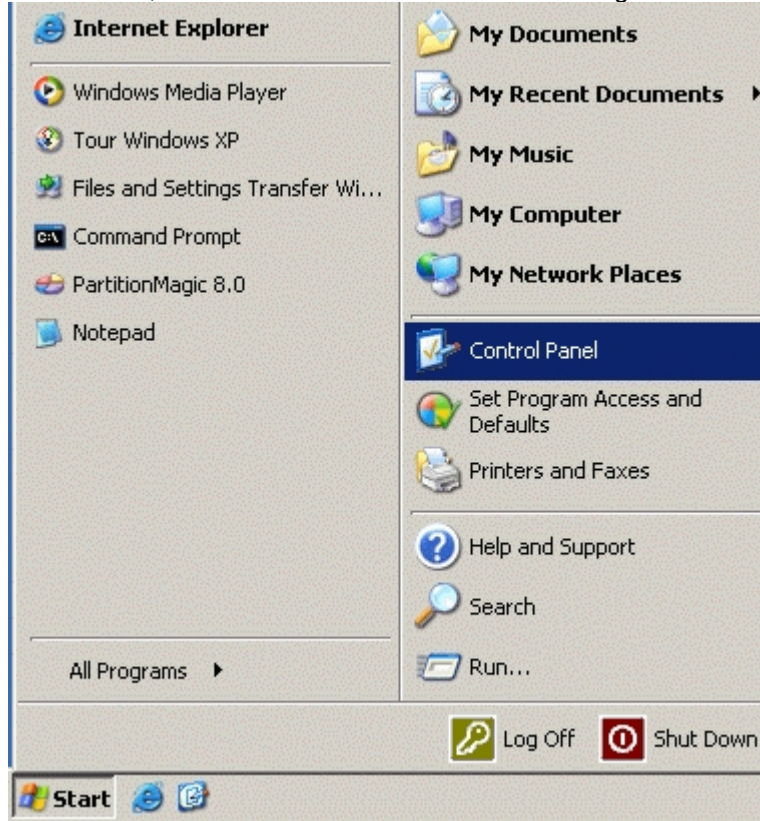 Internet Explorer
Windows Media Player
Tour Windows XP
Files and Settings Transfer Wi...
C:\
Command Prompt
PartitionMagic 8.0
Notepad
All Programs
My Documents
My Recent Documents
My Music
My Computer
My Network Places
Control Panel
Set Program Access and
Defaults
Printers and Faxes
Help and Support
Search
Run...
Log Off
Shut Down
Start